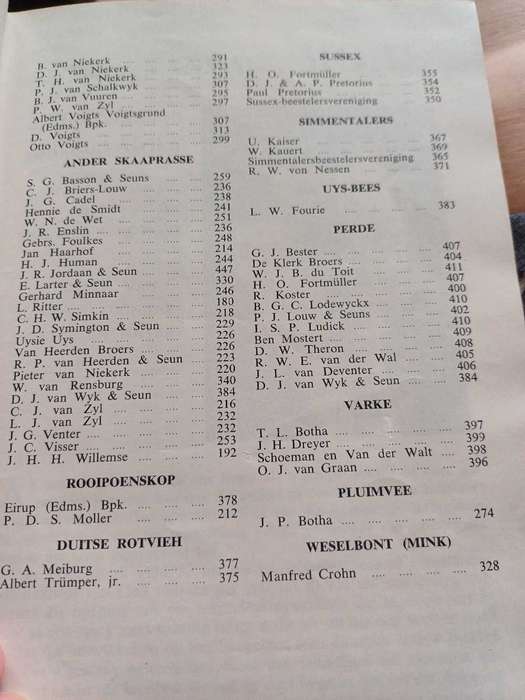 B. van Niekerk .... .... .... 291
D. J. van Niekerk .... .... 323
T. H. van Niekerk .... .... 293
P. J. van Schalkwyk .... .... 307
B. J. van Vuuren .... .... .... 295
P. W. van Zyl .... .... .... 297
Albert Voigts Voigtsgrund
(Edms.) Bpk. .... .... .... 307
D. Voigts .... .... .... .... 313
Otto Voigts .... .... .... .... 299
ANDER SKAAPRASSE
S. G. Basson & Seuns .... .... 259
C. J. Briers-Louw .... .... .... 236
J. G. Cadel .... .... .... .... 238
Hennie de Smidt .... .... .... 241
W. N. de Wet .... .... .... 251
J. R. Enslin .... .... .... .... 236
Gebrs. Foulkes .... .... .... 248
Jan Haarhof .... .... .... .... 214
H. J. Human .... .... .... .... 244
J. R. Jordaan & Seun .... .... 447
E. Larter & Seun .... .... .... 330
Gerhard Minnaar .... .... .... 246
L. Ritter .... .... .... .... 180
C. H. W. Simkin .... .... .... 218
J. D. Symington & Seun .... .... 229
Uysie Uys .... .... .... .... 226
Van Heerden Broers .... .... 226
R. P. van Heerden & Seun .... 223
Pieter van Niekerk .... .... .... 220
W. van Rensburg .... .... .... 340
D. J. van Wyk & Seun .... .... 384
C. J. van Zyl .... .... .... 216
L. J. van Zyl .... .... .... 232
J. G. Venter .... .... .... .... 232
J. C. Visser .... .... .... .... 253
J. H. H. Willemse .... .... .... 192
ROOIPOENSKOP
Eirup (Edms.) Bpk. .... .... .... 378
P. D. S. Moller .... .... .... 212
DUITSE ROTVIEH
G. A. Meiburg .... .... .... .... 377
Albert Trümper, jr. .... .... .... 375
SUSSEX
H. O. Fortmüller .... .... .... 355
D. J. & A. P. Pretorius .... .... 354
Paul Pretorius .... .... .... .... 352
Sussex-beestelersvereniging .... 350
SIMMENTALERS
U. Kaiser .... .... .... .... 367
W. Kauert .... .... .... .... 369
Simmentalersbeestelersvereniging 365
R. W. von Nessen .... .... .... 371
UYS-BEES
L. W. Fourie .... .... .... .... 383
PERDE
G. J. Bester .... .... .... .... 407
De Klerk Broers .... .... .... 404
W. J. B. du Toit .... .... .... 411
H. O. Fortmüller .... .... .... 407
R. Koster .... .... .... .... 400
B. G. C. Lodewyckx .... .... 410
P. J. Louw & Seuns .... .... 402
I. S. P. Ludick .... .... .... 410
Ben Mostert .... .... .... .... 409
D. W. Theron .... .... .... 408
R. W. E. van der Wal .... .... 405
J. L. van Deventer .... .... .... 406
D. J. van Wyk & Seun .... .... 384
VARKE
T. L. Botha .... .... .... .... 397
J. H. Dreyer .... .... .... .... 399
Schoeman en Van der Walt .... 398
O. J. van Graan .... .... .... 396
PLUIMVEE
J. P. Botha .... .... .... .... 274
WESELBONT (MINK)
Manfred Crohn .... .... .... .... 328